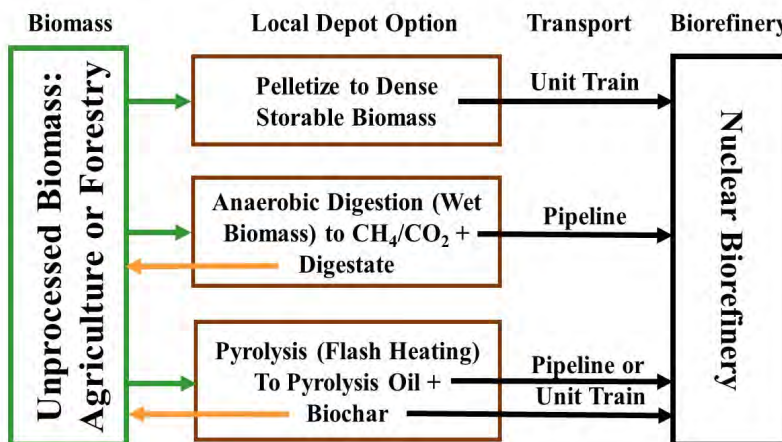 Biomass
Local Depot Option
Transport
Biorefinery
Unprocessed Biomass:
Agriculture or Forestry
Pelletize to Dense
Storable Biomass
Unit Train
Anaerobic Digestion (Wet
Biomass) to CH₄/CO₂ +
Digestate
Pipeline
Pyrolysis (Flash Heating)
To Pyrolysis Oil +
Biochar
Pipeline or
Unit Train
Nuclear Biorefinery